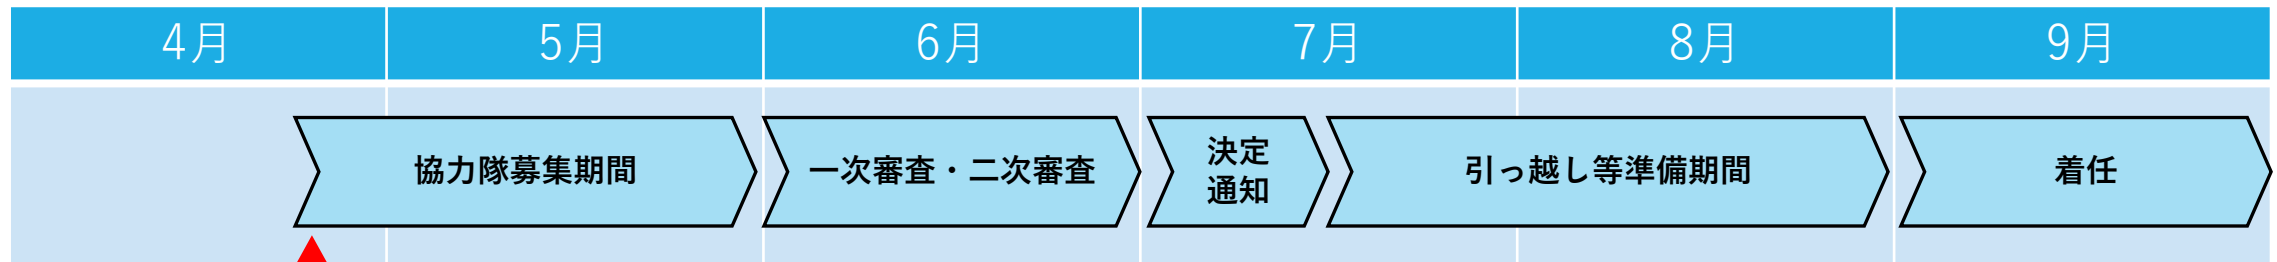 4月 5月 6月 7月 8月 9月
協力隊募集期間
一次審査・二次審査
決定
通知
引っ越し等準備期間
着任